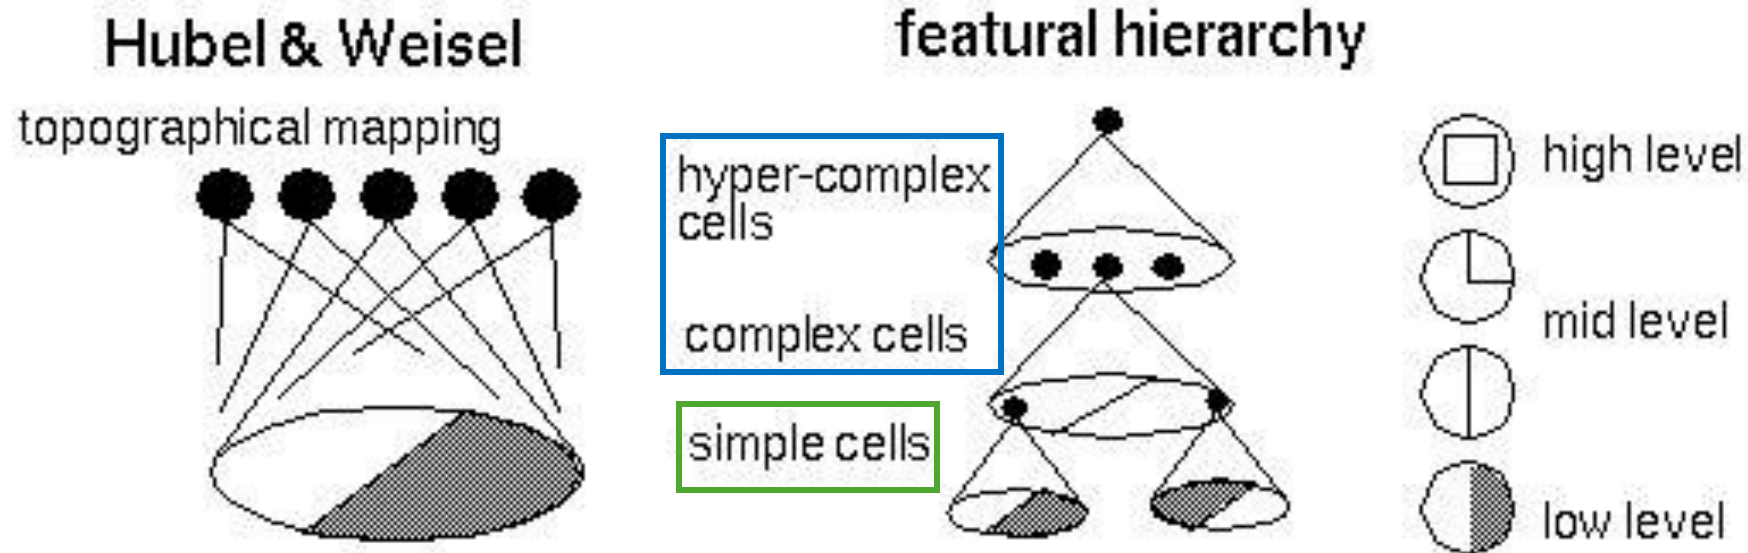 Hubel & Weisel
topographical mapping
featural hierarchy
hyper-complex
cells
complex cells
simple cells
high level
mid level
low level